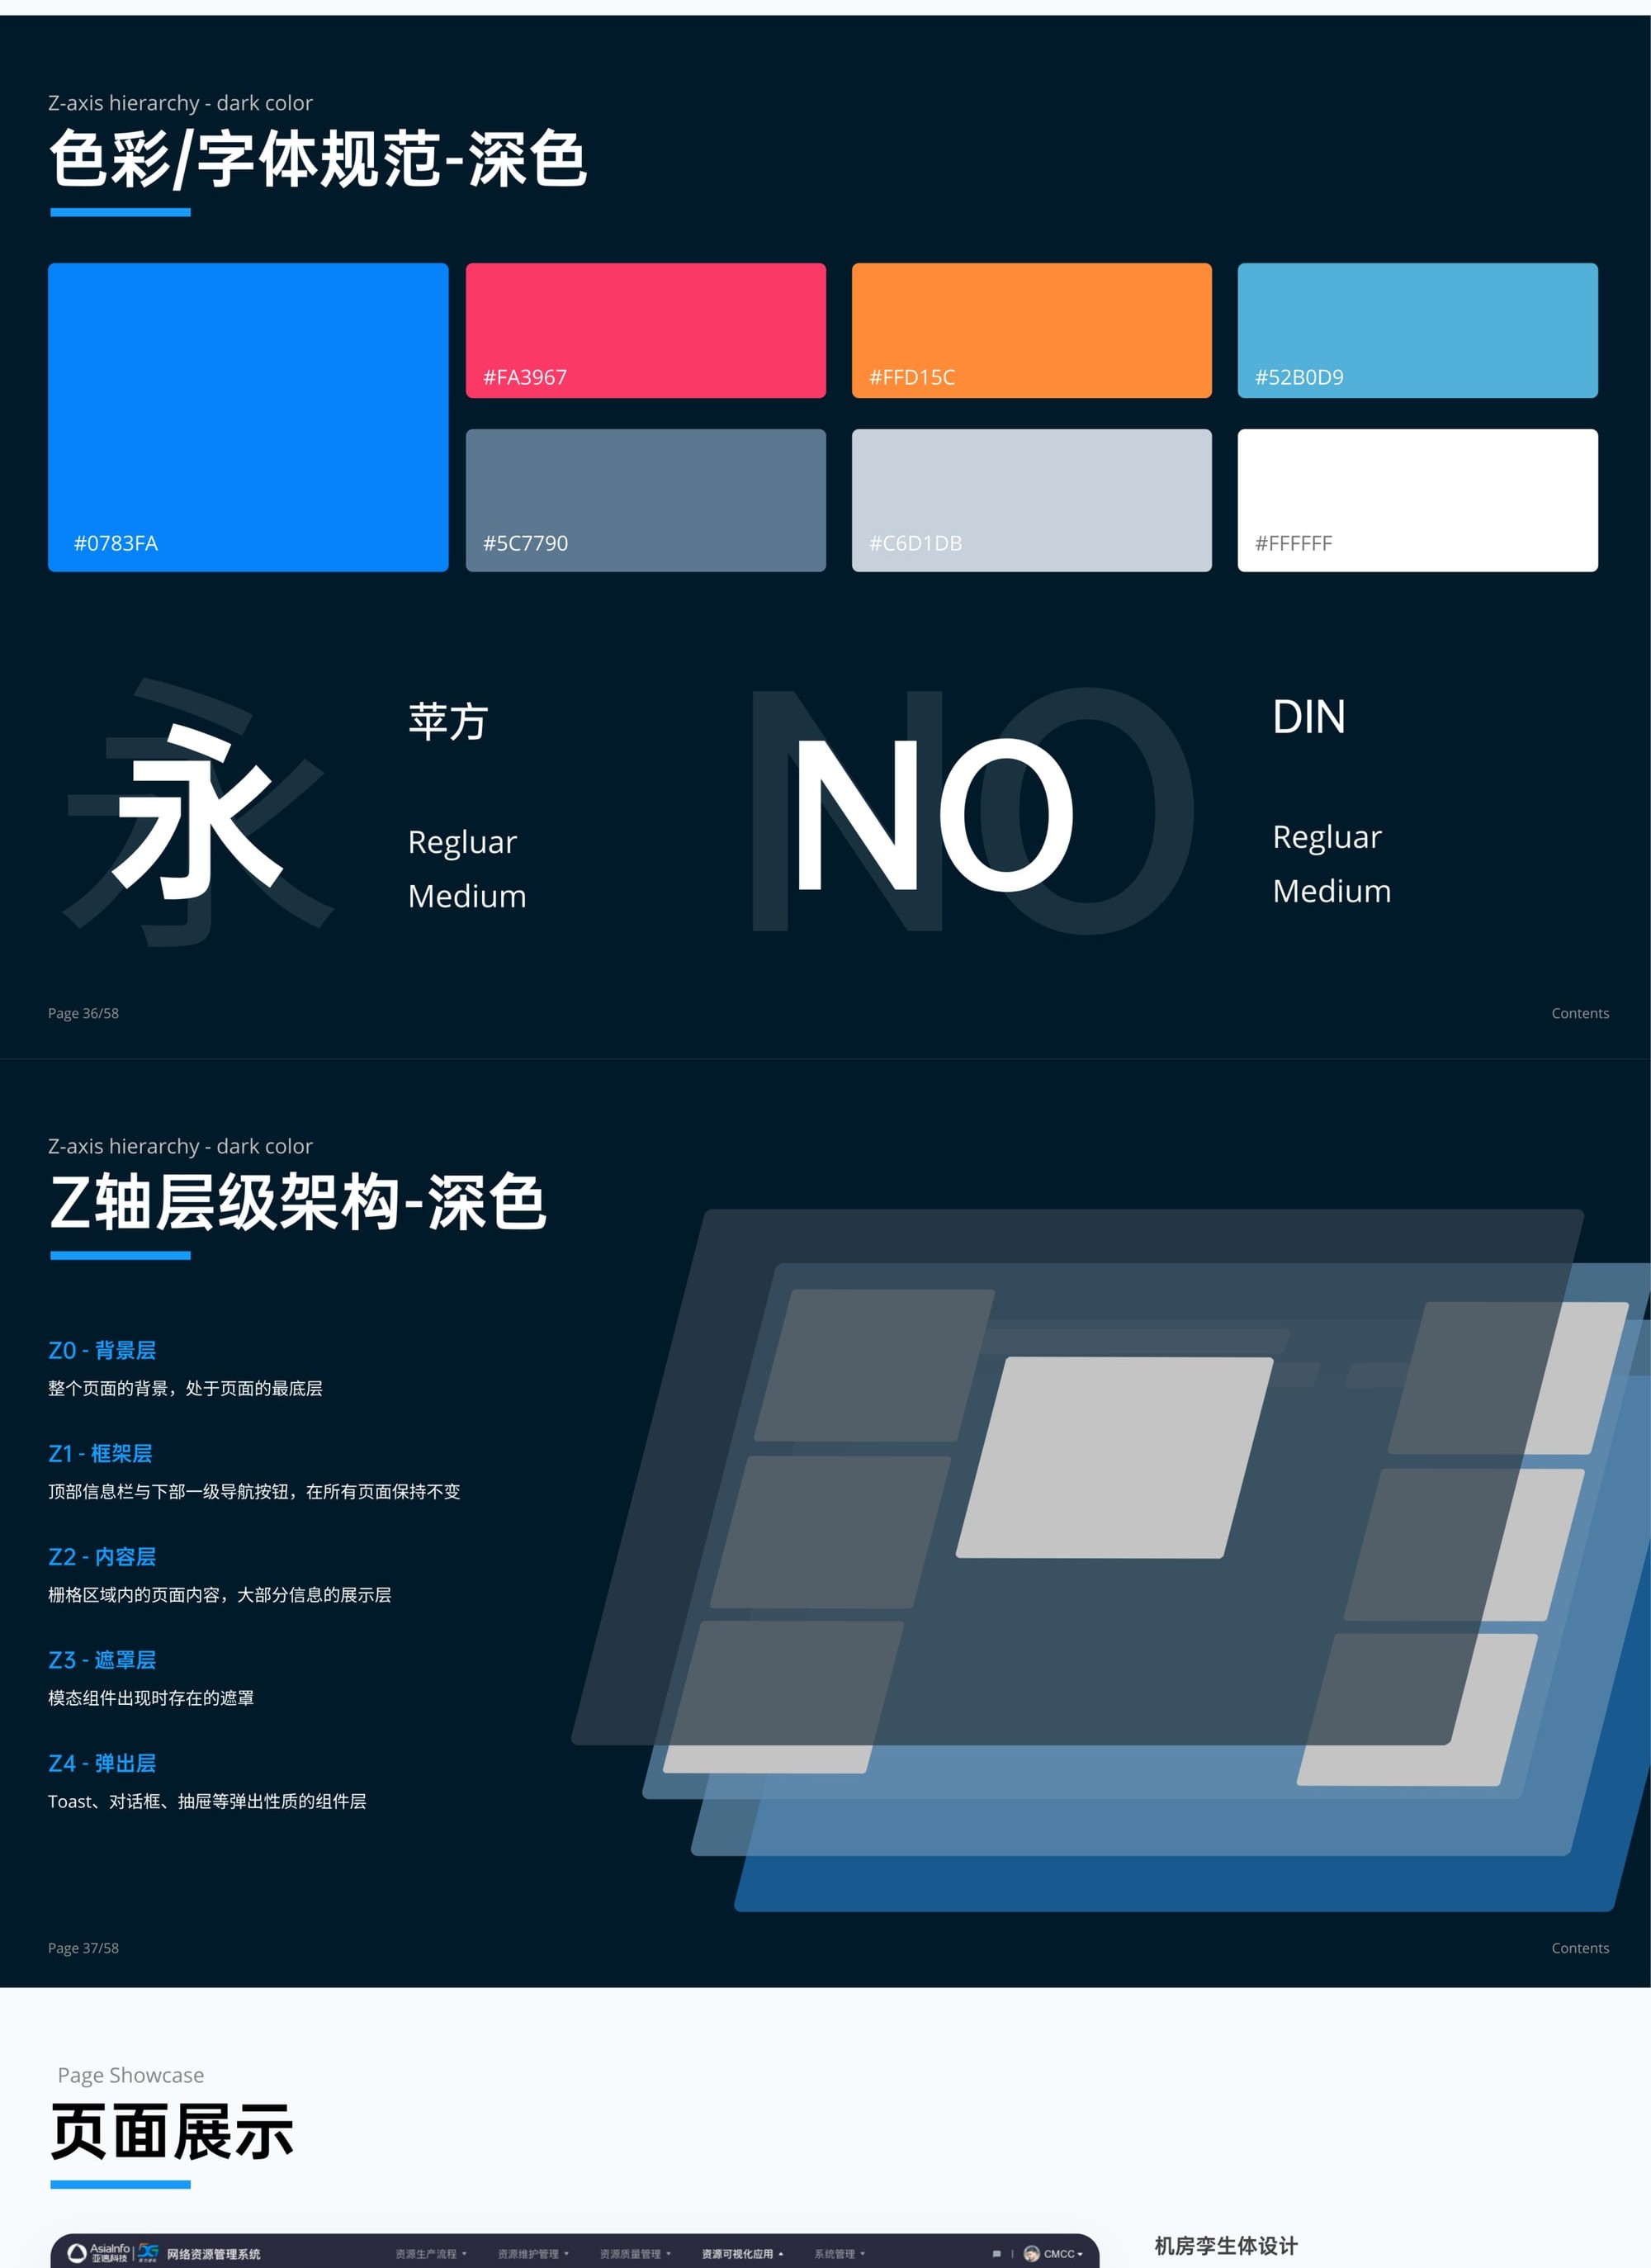 Z-axis hierarchy - dark color
色彩/字体规范-深色
#FA3967
#FFD15C
#52B0D9
#0783FA
#5C7790
#C6D1DB
#FFFFFF
永
永
苹方
Regluar
Medium
NO
NO
DIN
Regluar
Medium
Page 36/58
Contents
Z-axis hierarchy - dark color
Z轴层级架构-深色
Z0 - 背景层
整个页面的背景，处于页面的最底层
Z1 - 框架层
顶部信息栏与下部一级导航按钮，在所有页面保持不变
Z2 - 内容层
栅格区域内的页面内容，大部分信息的展示层
Z3 - 遮罩层
模态组件出现时存在的遮罩
Z4 - 弹出层
Toast、对话框、抽屉等弹出性质的组件层
Page 37/58
Contents
Page Showcase
页面展示
AsiaInfo
亚信科技
5G
网络资源管理系统
资源生产流程
资源维护管理
资源质量管理
资源可视化应用
系统管理
CMCC
机房孪生体设计